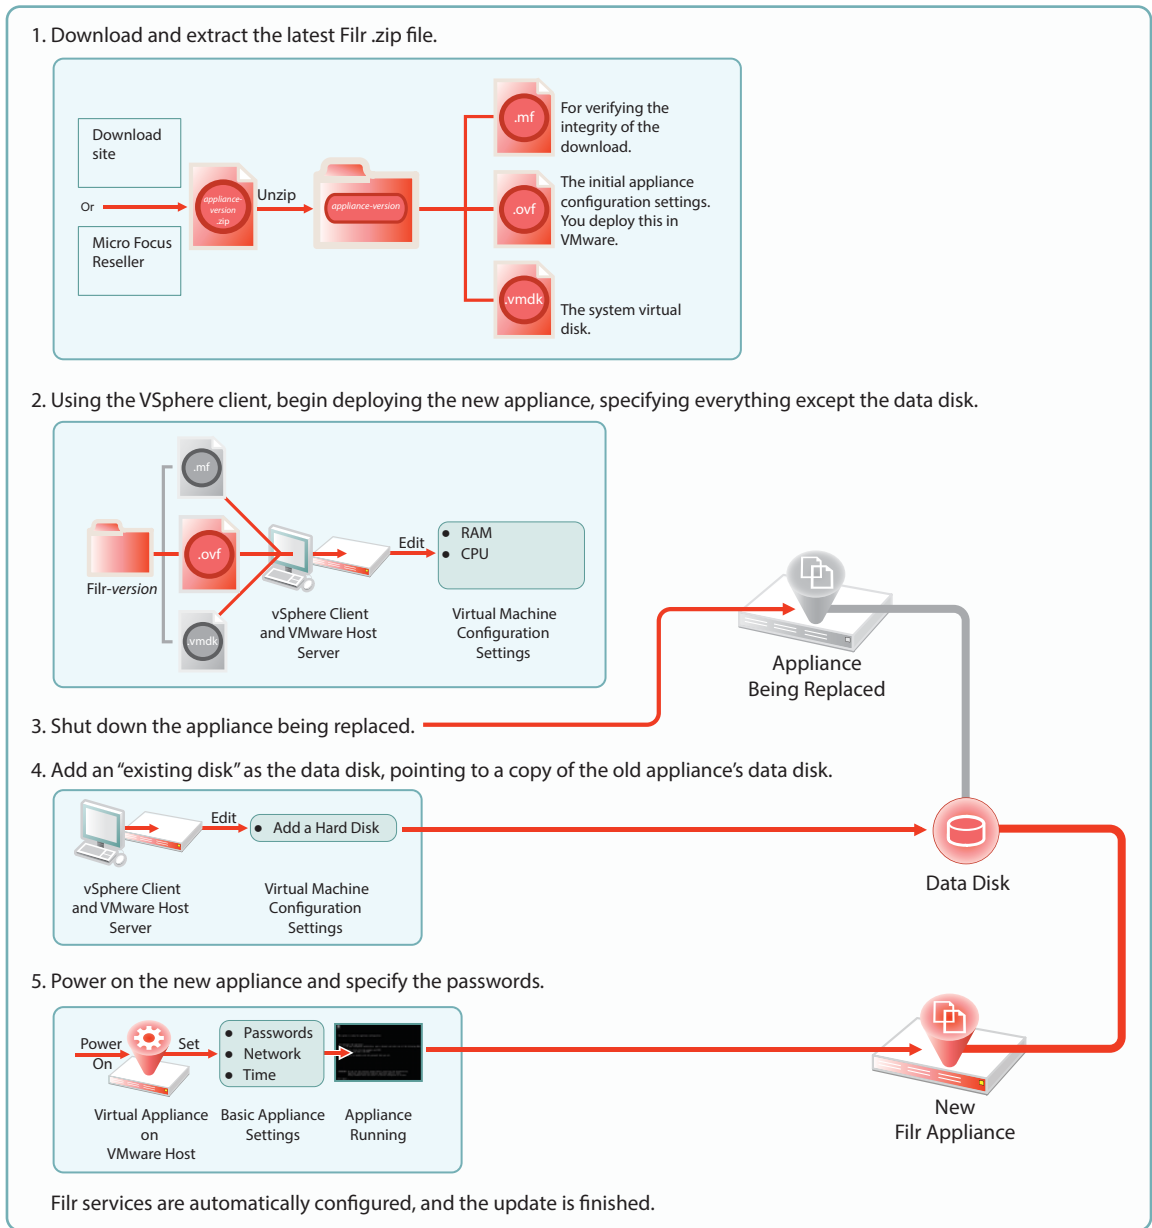 1. Download and extract the latest Filr .zip file.
Download
site
Or
Micro Focus
Reseller
appliance-
version
.zip
Unzip
appliance-version
.mf
For verifying the
integrity of the
download.
.ovf
The initial appliance
configuration settings.
You deploy this in
VMware.
.vmdk
The system virtual
disk.
2. Using the VSphere client, begin deploying the new appliance, specifying everything except the data disk.
.mf
.ovf
.vmdk
Filr-version
vSphere Client
and VMware Host
Server
Edit
● RAM
● CPU
Virtual Machine
Configuration
Settings
Appliance
Being Replaced
3. Shut down the appliance being replaced.
4. Add an “existing disk” as the data disk, pointing to a copy of the old appliance’s data disk.
Edit
● Add a Hard Disk
vSphere Client
and VMware Host
Server
Virtual Machine
Configuration
Settings
Data Disk
5. Power on the new appliance and specify the passwords.
Power
On
Set
● Passwords
● Network
● Time
Virtual Appliance
on
VMware Host
Basic Appliance
Settings
Appliance
Running
New
Filr Appliance
Filr services are automatically configured, and the update is finished.